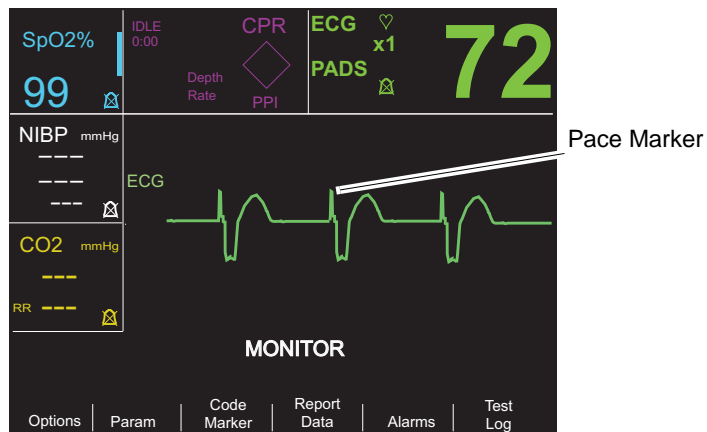 SpO2%
99
IDLE
0:00
CPR
Depth
Rate
PPI
ECG
x1
PADS
72
NIBP mmHg
---
---
---
ECG
Pace Marker
CO2 mmHg
---
RR ---
MONITOR
Options
Param
Code
Marker
Report
Data
Alarms
Test
Log